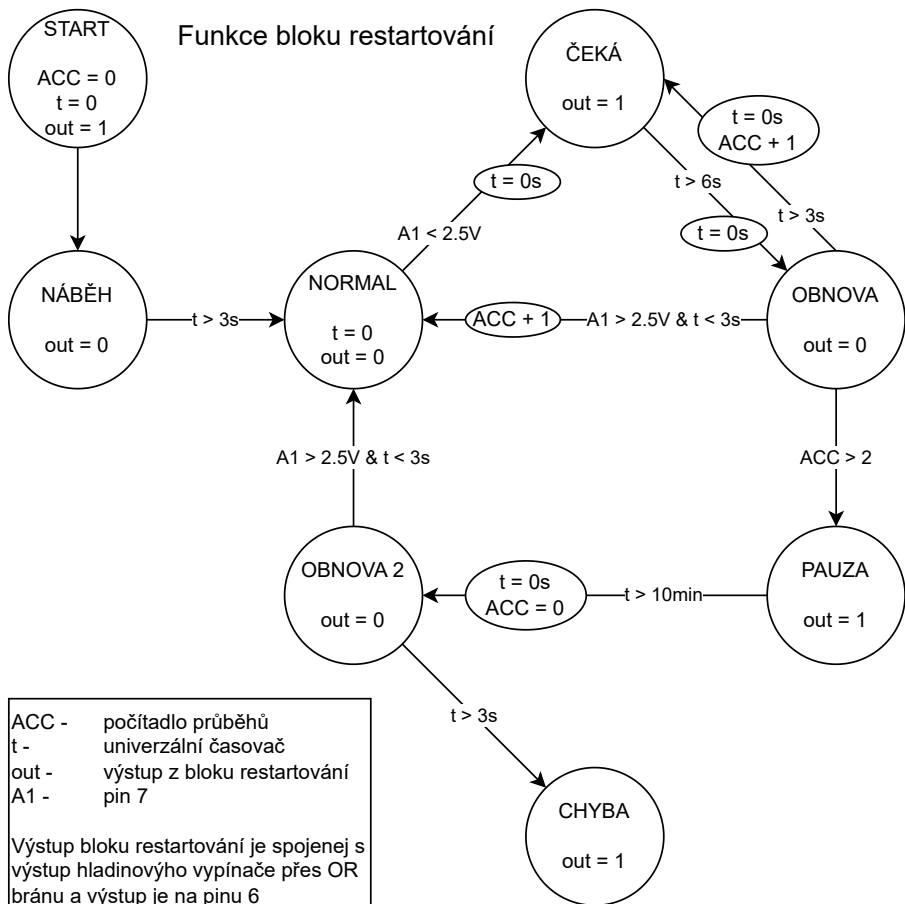 Funkce bloku restartování
START
ACC = 0
t = 0
out = 1
ČEKÁ
out = 1
t = 0s
ACC + 1
t = 0s
t > 6s
t > 3s
A1 < 2.5V
t = 0s
NÁBĚH
out = 0
t > 3s
NORMAL
t = 0
out = 0
ACC + 1
A1 > 2.5V & t < 3s
OBNOVA
out = 0
A1 > 2.5V & t < 3s
ACC > 2
OBNOVA 2
out = 0
t = 0s
ACC = 0
t > 10min
PAUZA
out = 1
t > 3s
CHYBA
out = 1
ACC - počítadlo průběhů
t - univerzální časovač
out - výstup z bloku restartování
A1 - pin 7
Výstup bloku restartování je spojenej s
výstup hladinovýho vypínače přes OR
bránu a výstup je na pinu 6